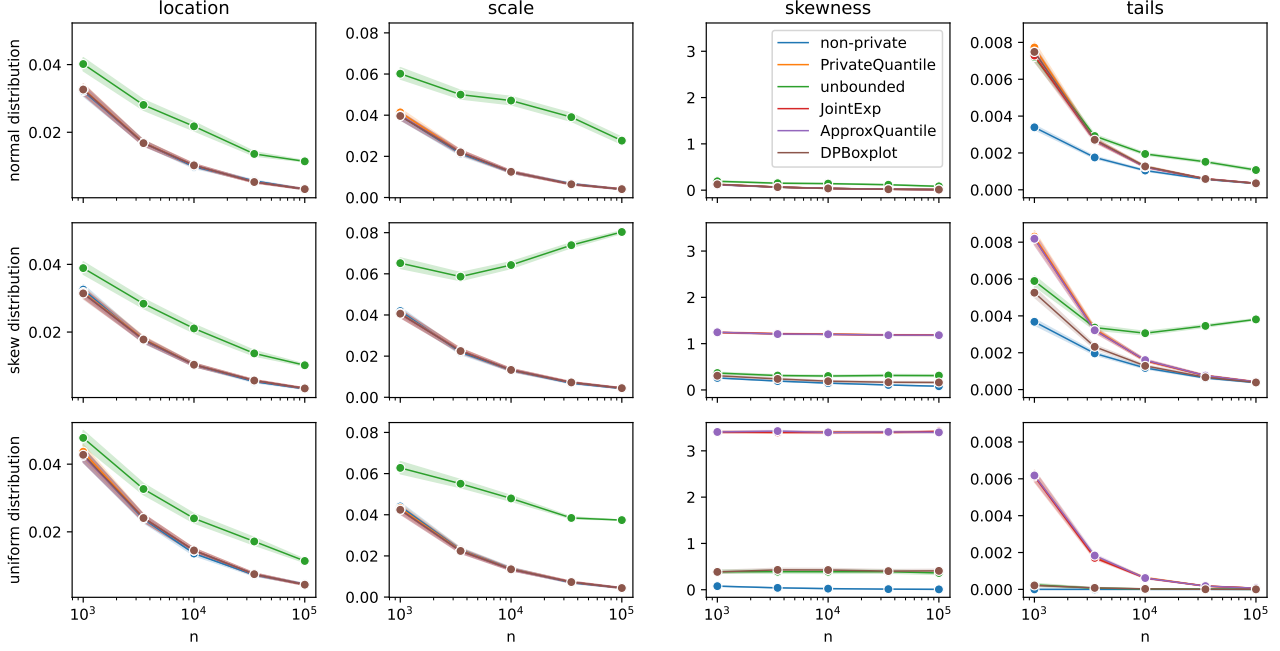 location
scale
skewness
tails
normal distribution
0.04
0.02
0.08
0.06
0.04
0.02
0.00
3
2
1
0
non-private
PrivateQuantile
unbounded
JointExp
ApproxQuantile
DPBoxplot
0.008
0.006
0.004
0.002
0.000
skew distribution
0.04
0.02
0.08
0.06
0.04
0.02
0.00
3
2
1
0
0.008
0.006
0.004
0.002
0.000
uniform distribution
0.04
0.02
0.08
0.06
0.04
0.02
0.00
3
2
1
0
0.008
0.006
0.004
0.002
0.000
10³ 10⁴ 10⁵
n
10³ 10⁴ 10⁵
n
10³ 10⁴ 10⁵
n
10³ 10⁴ 10⁵
n